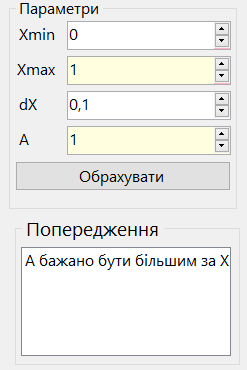 Параметри
Xmin 0
Xmax 1
dX 0,1
A 1
Обрахувати
Попередження
А бажано бути більшим за X